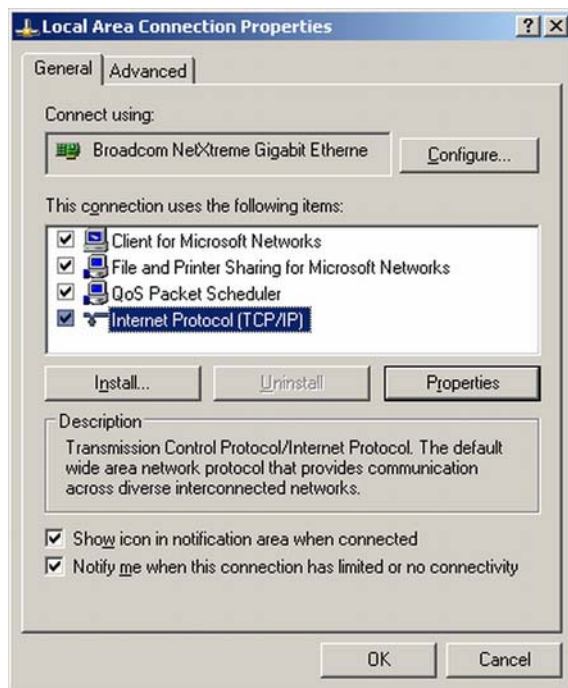 Local Area Connection Properties
General
Advanced
Connect using:
Broadcom NetXtreme Gigabit Etherne
Configure...
This connection uses the following items:
Client for Microsoft Networks
File and Printer Sharing for Microsoft Networks
QoS Packet Scheduler
Internet Protocol (TCP/IP)
Install...
Uninstall
Properties
Description
Transmission Control Protocol/Internet Protocol. The default
wide area network protocol that provides communication
across diverse interconnected networks.
Show icon in notification area when connected
Notify me when this connection has limited or no connectivity
OK
Cancel